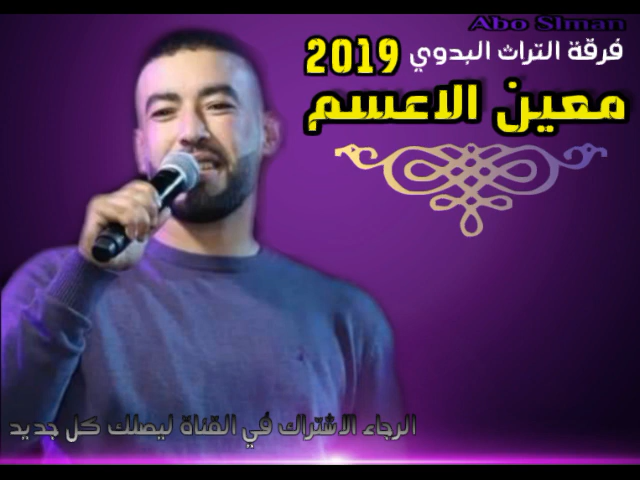 Abo Slman
فرقة التراث البدوي 2019
معين الاعسم
الرجاء الاشتراك في القناة ليصلك كل جديد